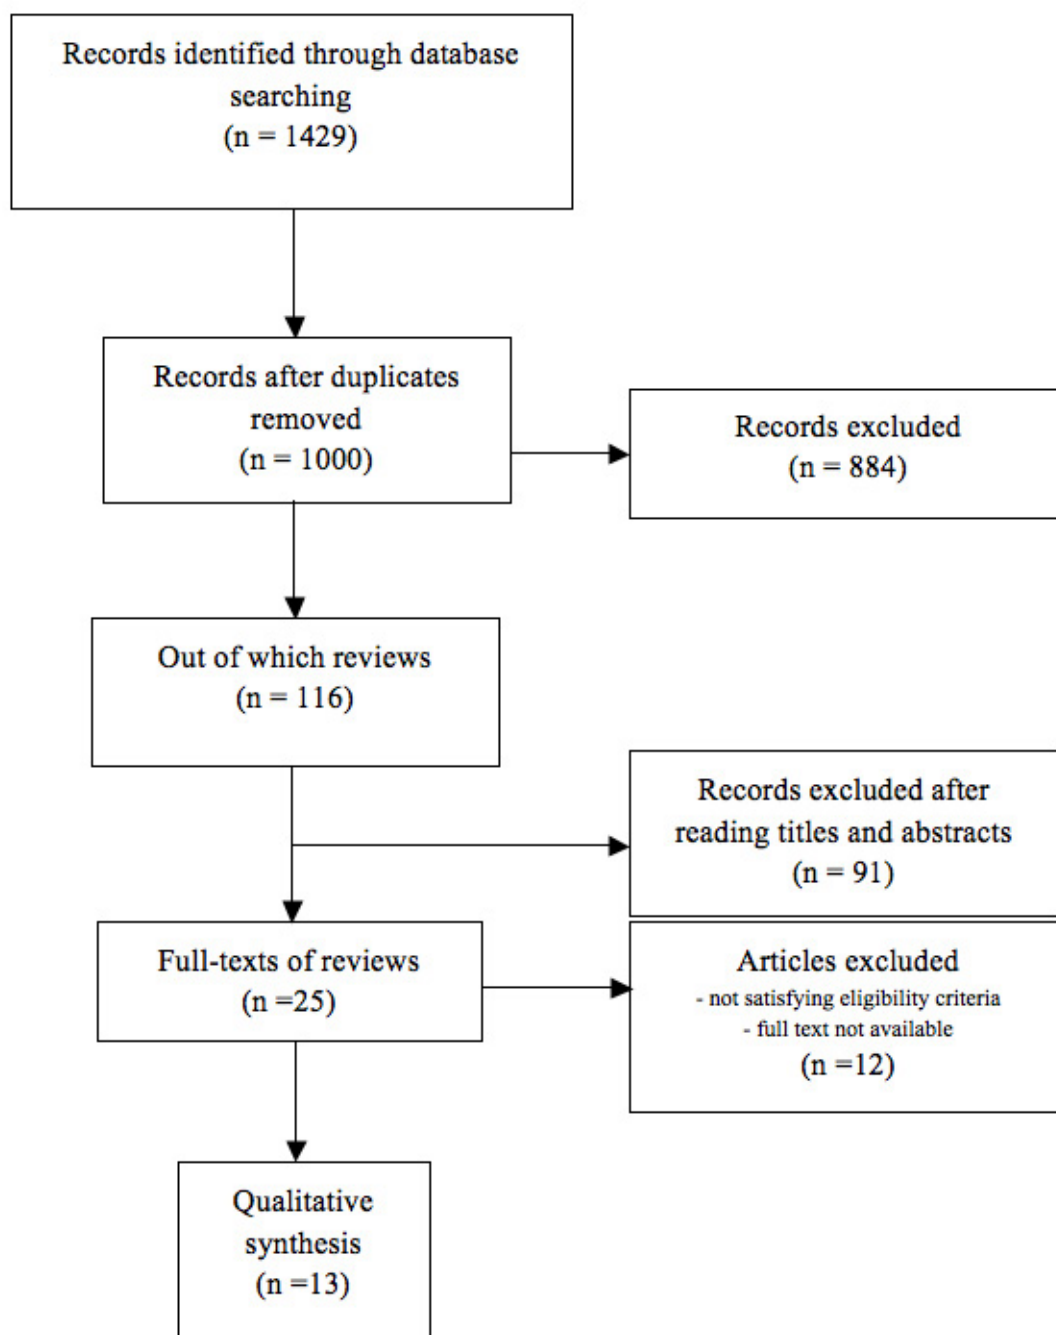 Records identified through database
searching
(n = 1429)
Records after duplicates
removed
(n = 1000)
Records excluded
(n = 884)
Out of which reviews
(n = 116)
Records excluded after
reading titles and abstracts
(n = 91)
Full-texts of reviews
(n =25)
Articles excluded
- not satisfying eligibility criteria
- full text not available
(n =12)
Qualitative
synthesis
(n =13)